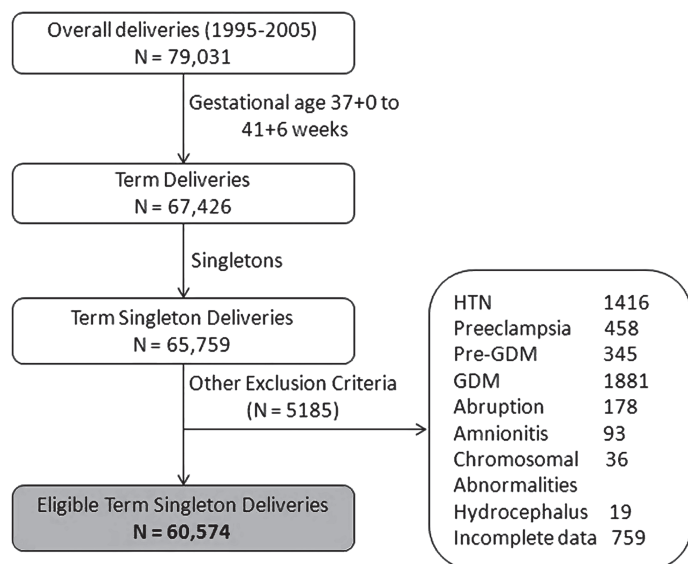 Overall deliveries (1995-2005)
N = 79,031
Gestational age 37+0 to
41+6 weeks
Term Deliveries
N = 67,426
Singletons
Term Singleton Deliveries
N = 65,759
Other Exclusion Criteria
(N = 5185)
HTN 1416
Preeclampsia 458
Pre-GDM 345
GDM 1881
Abruption 178
Amnionitis 93
Chromosomal 36
Abnormalities
Hydrocephalus 19
Incomplete data 759
Eligible Term Singleton Deliveries
N = 60,574